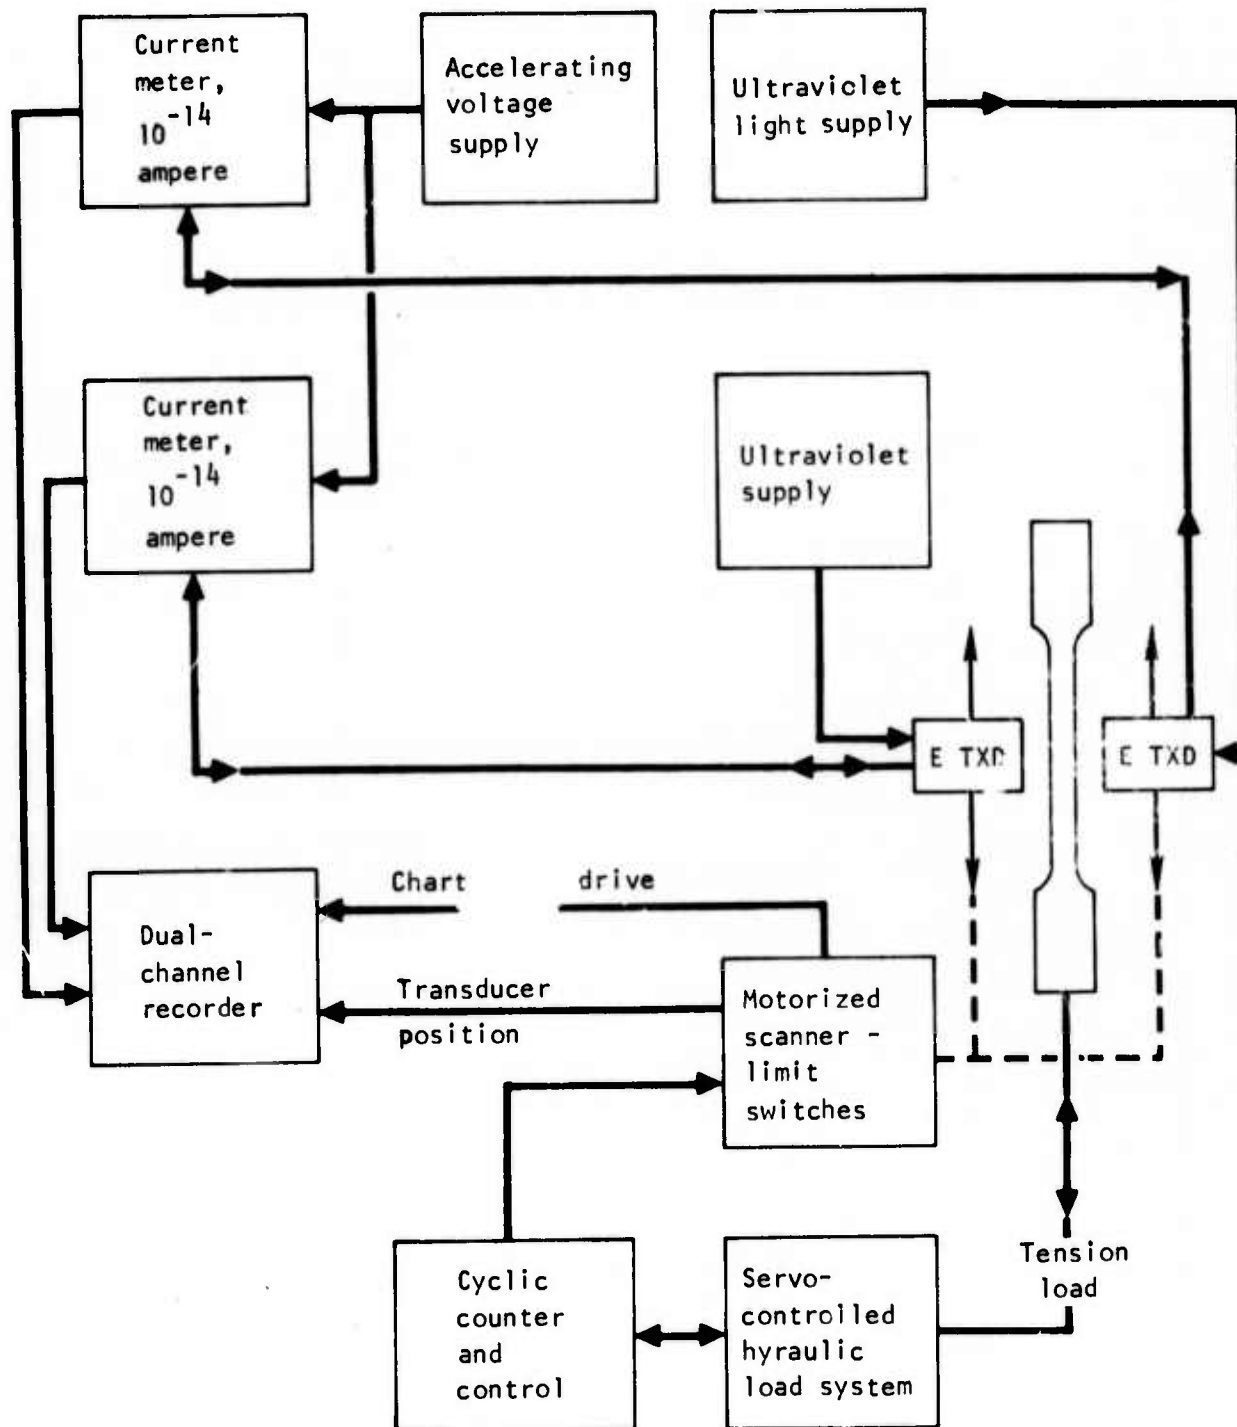 Current
meter,
10^-14
ampere
Accelerating
voltage
supply
Ultraviolet
light supply
Current
meter,
10^-14
ampere
Ultraviolet
supply
E TXD
E TXD
Chart drive
Dual-
channel
recorder
Transducer
position
Motorized
scanner -
limit
switches
Tension
load
Cyclic
counter
and
control
Servo-
controlled
hyraulic
load system